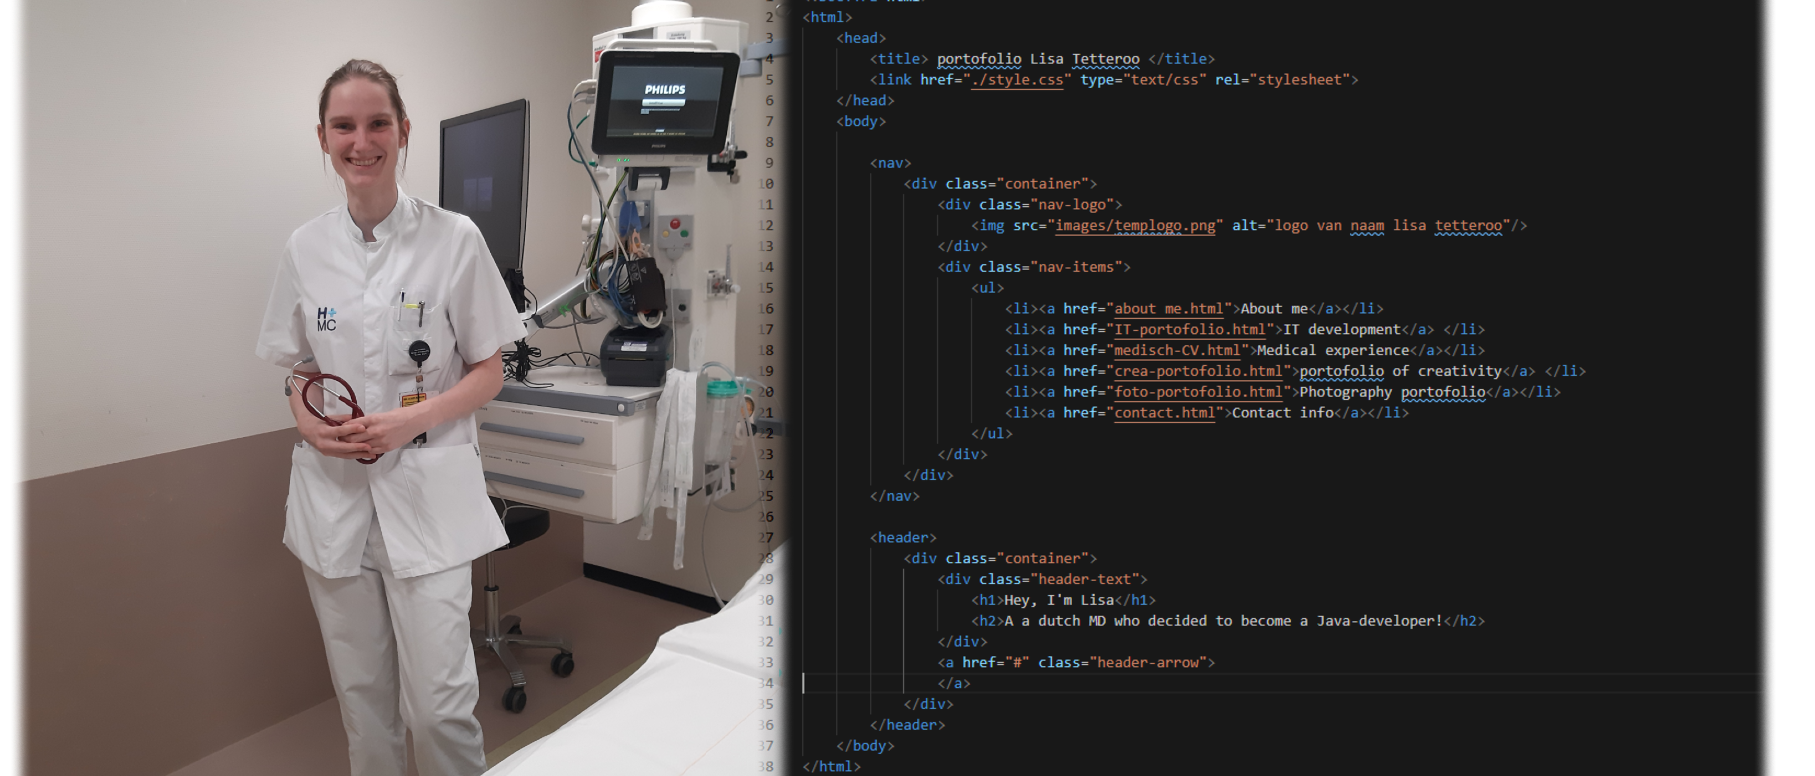 PHILIPS
H+
MC
2 <html>
3 <head>
4 <title> portofolio Lisa Tetteroo </title>
5 <link href="./style.css" type="text/css" rel="stylesheet">
6 </head>
7 <body>
8
9 <nav>
10 <div class="container">
11 <div class="nav-logo">
12 <img src="images/templogo.png" alt="logo van naam lisa tetteroo"/>
13 </div>
14 <div class="nav-items">
15 <ul>
16 <li><a href="about me.html">About me</a></li>
17 <li><a href="IT-portofolio.html">IT development</a> </li>
18 <li><a href="medisch-CV.html">Medical experience</a></li>
19 <li><a href="crea-portofolio.html">portofolio of creativity</a> </li>
20 <li><a href="foto-portofolio.html">Photography portofolio</a></li>
21 <li><a href="contact.html">Contact info</a></li>
22 </ul>
23 </div>
24 </div>
25 </nav>
26
27 <header>
28 <div class="container">
29 <div class="header-text">
30 <h1>Hey, I'm Lisa</h1>
31 <h2>A a dutch MD who decided to become a Java-developer!</h2>
32 </div>
33 <a href="#" class="header-arrow">
34 </a>
35 </div>
36 </header>
37 </body>
38 </html>